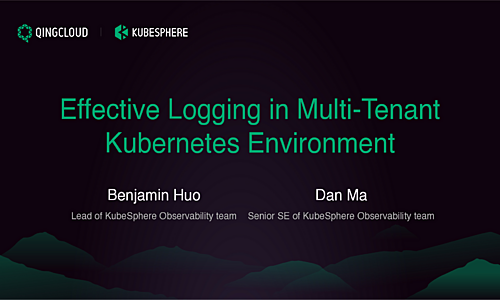 QINGCLOUD | KUBESPHERE
Effective Logging in Multi-Tenant
Kubernetes Environment
Benjamin Huo Dan Ma
Lead of KubeSphere Observability team Senior SE of KubeSphere Observability team